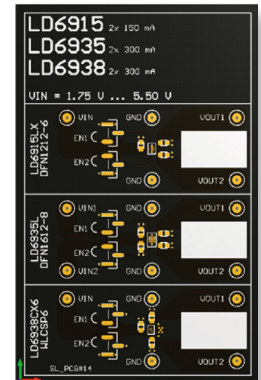 LD6915 2x 150 mA
LD6935 2x 300 mA
LD6938 2x 300 mA
VIN = 1.75 V ... 5.50 V
LD6915LX
DFN1212-6
VIN
GND
VOUT1
EN1
EN2
GND
VOUT2
LD6935L
DFN1612-8
VIN1
GND
VOUT1
EN1
EN2
VIN2
GND
VOUT2
LD6938CX6
WLCSP6
VIN
GND
VOUT1
EN1
EN2
GND
VOUT2
SL_PCB#14